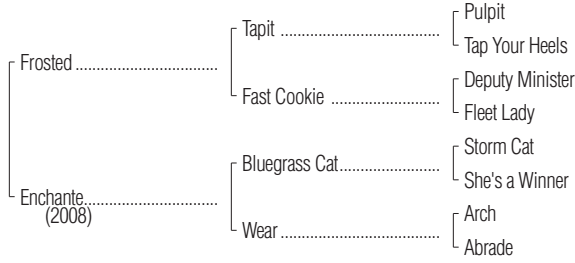 Pulpit
Tapit ................................
Tap Your Heels
Frosted .............................
Deputy Minister
Fast Cookie ......................
Fleet Lady
Storm Cat
Bluegrass Cat....................
She's a Winner
Enchante...........................
(2008)
Arch
Wear ................................
Abrade